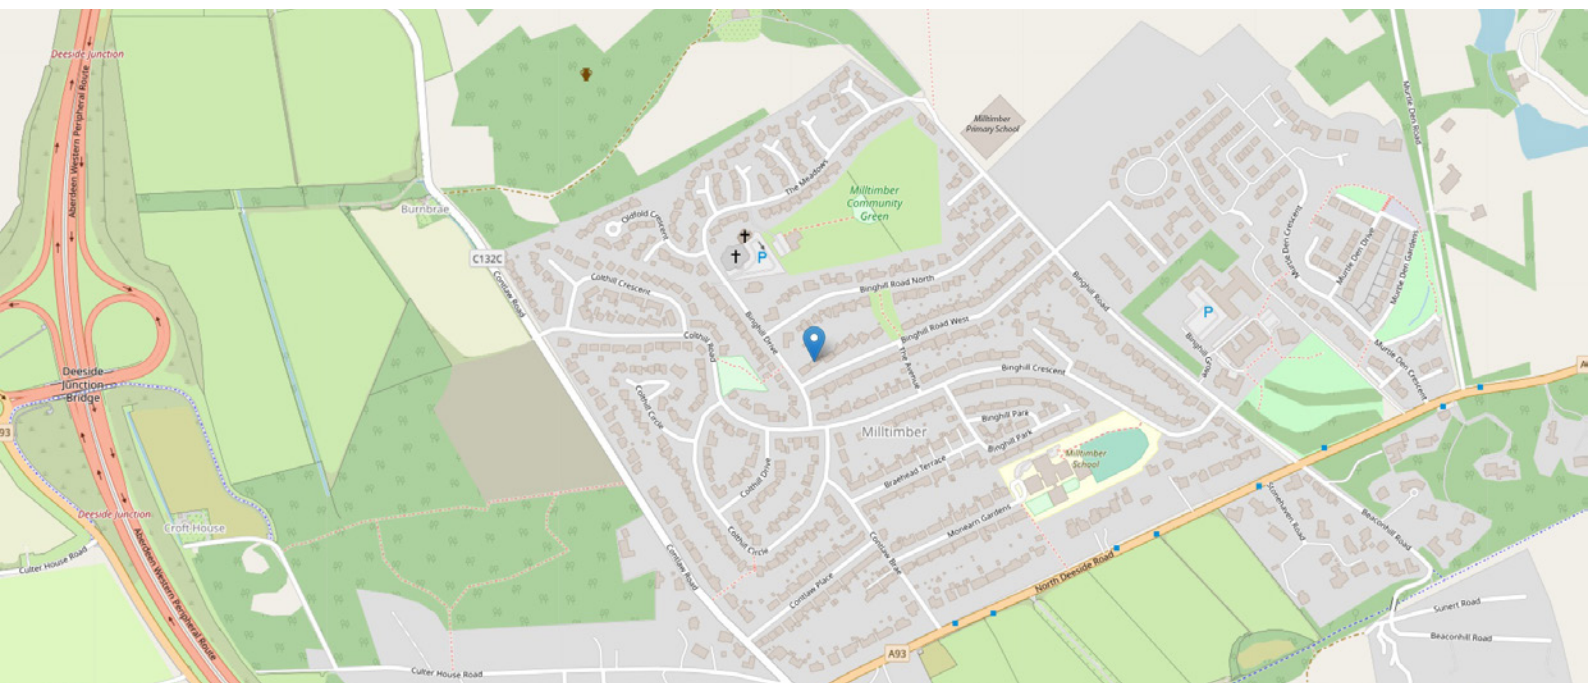 Deeside Junction
Aberdeen Western Peripheral Route
Murtle Den Road
Milltimber
Primary School
The Meadows
Milltimber
Community
Green
Oldfold Crescent
Burnbrae
C132C
Contlaw Road
P
Colthill Crescent
Binghill Road North
Binghill Road
Murtle Den Crescent
Murtle Den Drive
Murtle Den Gardens
P
Binghill Drive
Binghill Road West
Colthill Road
The Avenue
Binghill Crescent
Murtle Den Crescent
Deeside
Junction
Bridge
93
Colthill Circle
Binghill Park
Milltimber
Binghill Park
Milltimber
School
Braehead Terrace
Colthill Drive
Deeside Junction
Croft House
Monearn Gardens
Stonehaven Road
Beaconhill Road
Culter House Road
Aberdeen Western Peripheral Route
Colthill Circle
Contlaw Road
Contlaw Brae
Contlaw Place
North Deeside Road
Sunert Road
Beaconhill Road
A93
Culter House Road